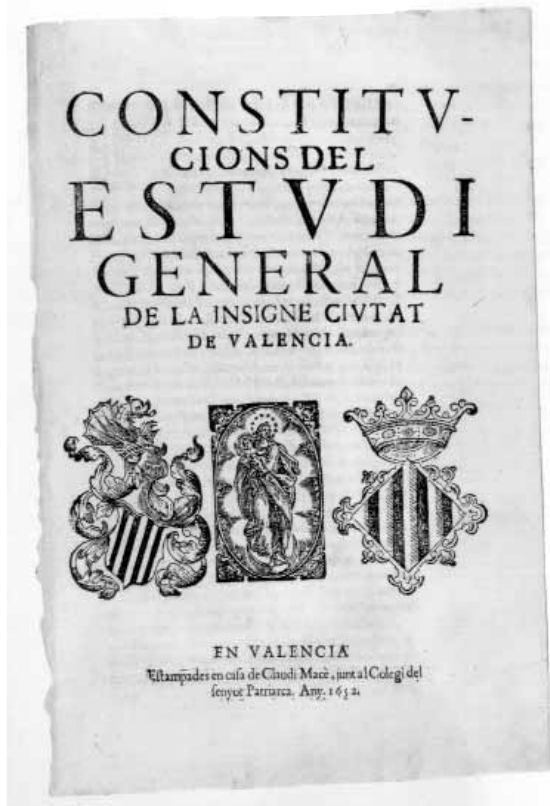 CONSTITV-
CIONS DEL
ESTVDI
GENERAL
DE LA INSIGNE CIVTAT
DE VALENCIA.
EN VALENCIA
Estampades en casa de Claudi Macè, junt al Colegi del
senyor Patriarca. Any. 1652.